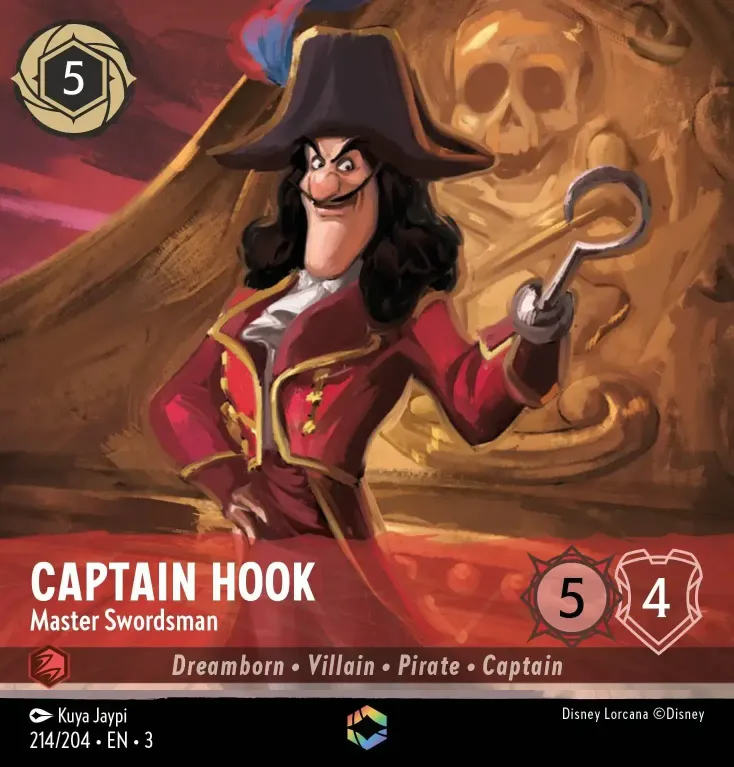 5
CAPTAIN HOOK
Master Swordsman
5 4
Dreamborn • Villain • Pirate • Captain
Kuya Jaypi
214/204 • EN • 3
Disney Lorcana ©Disney